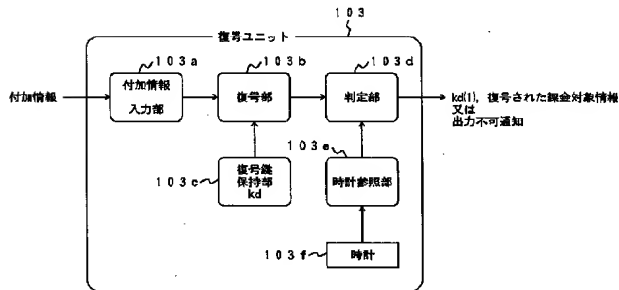 １０３
復号ユニット
１０３a
１０３b
１０３d
付加情報
付加情報
入力部
復号部
判定部
kd(1), 復号された課金対象情報
又は
出力不可通知
１０３c
復号鍵
保持部
kd
１０３e
時計参照部
１０３f
時計